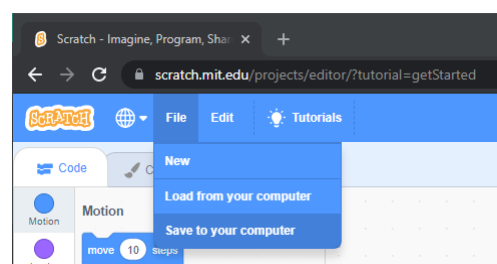 Scratch - Imagine, Program, Shar
scratch.mit.edu/projects/editor/?tutorial=getStarted
SCRATCH File Edit Tutorials
New
Load from your computer
Save to your computer
Code C
Motion
Motion
move 10 steps